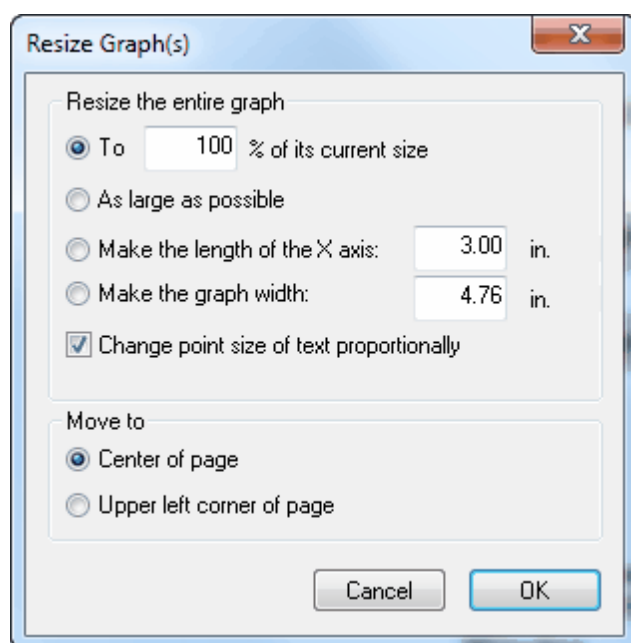 Resize Graph(s)
Resize the entire graph
To 100 % of its current size
As large as possible
Make the length of the X axis: 3.00 in.
Make the graph width: 4.76 in.
Change point size of text proportionally
Move to
Center of page
Upper left corner of page
Cancel OK